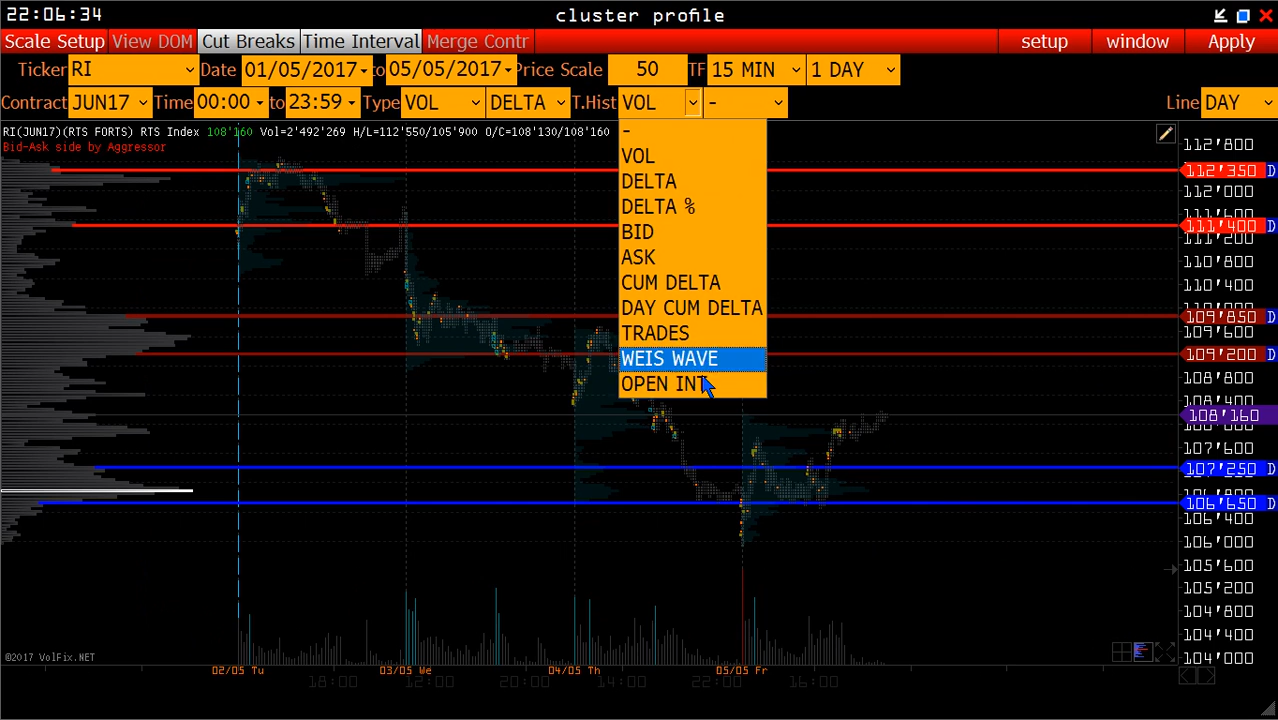 22:06:34 cluster profile
Scale Setup View DOM Cut Breaks Time Interval Merge Contr setup window Apply
Ticker RI Date 01/05/2017 to 05/05/2017 Price Scale 50 TF 15 MIN 1 DAY
Contract JUN17 Time 00:00 to 23:59 Type VOL DELTA T.Hist VOL - Line DAY
RI(JUN17)(RTS FORTS) RTS Index 108'160 Vol=2'492'269 H/L=112'550/105'900 O/C=108'130/108'160
Bid-Ask side by Aggressor
-
VOL
DELTA
DELTA %
BID
ASK
CUM DELTA
DAY CUM DELTA
TRADES
WEIS WAVE
OPEN INT
112'800
112'350 D
112'000
111'600
111'400 D
111'200
110'800
110'400
109'850 D
109'600
109'200 D
108'800
108'400
108'160
107'600
107'250 D
106'650 D
106'400
106'000
105'600
105'200
104'800
104'400
104'000
©2017 VolFix.NET
02/05 Tu 03/05 We 04/05 Th 05/05 Fr
18:00 12:00 20:00 14:00 22:00 16:00